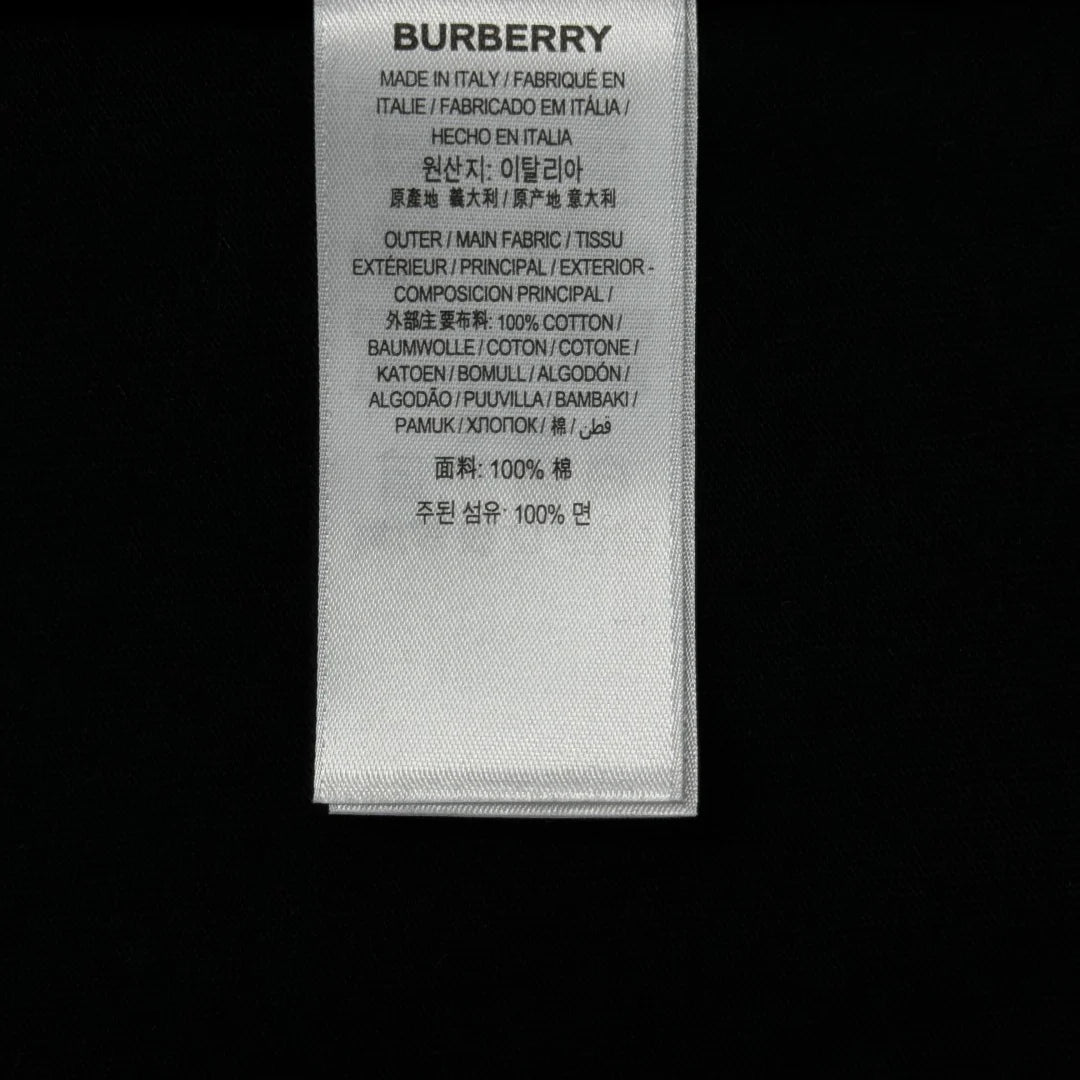 BURBERRY
MADE IN ITALY / FABRIQUÉ EN
ITALIE / FABRICADO EM ITÁLIA /
HECHO EN ITALIA
원산지: 이탈리아
原產地 義大利 / 原产地 意大利
OUTER / MAIN FABRIC / TISSU
EXTÉRIEUR / PRINCIPAL / EXTERIOR -
COMPOSICION PRINCIPAL /
外部/主要布料: 100% COTTON /
BAUMWOLLE / COTON / COTONE /
KATOEN / BOMULL / ALGODÓN /
ALGODÃO / PUUVILLA / BAMBAKI /
PAMUK / ХЛОПОК / 棉 / قطن
面料: 100% 棉
주된 섬유: 100% 면